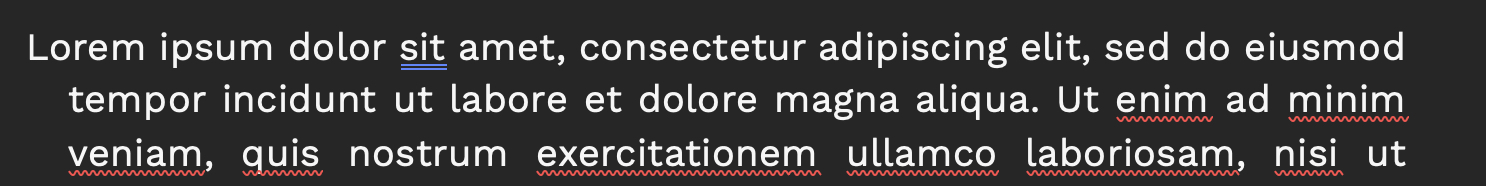 Lorem ipsum dolor sit amet, consectetur adipiscing elit, sed do eiusmod
tempor incidunt ut labore et dolore magna aliqua. Ut enim ad minim
veniam, quis nostrum exercitationem ullamco laboriosam, nisi ut